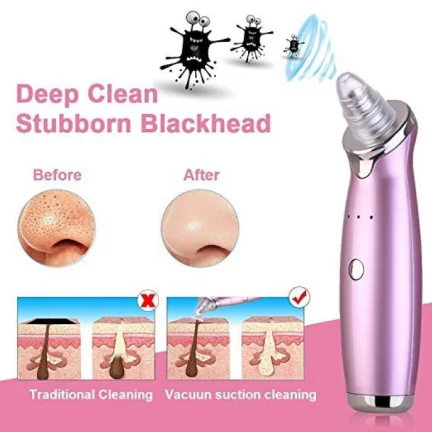 Deep Clean
Stubborn Blackhead
Before
After
Traditional Cleaning
Vacuun suction cleaning